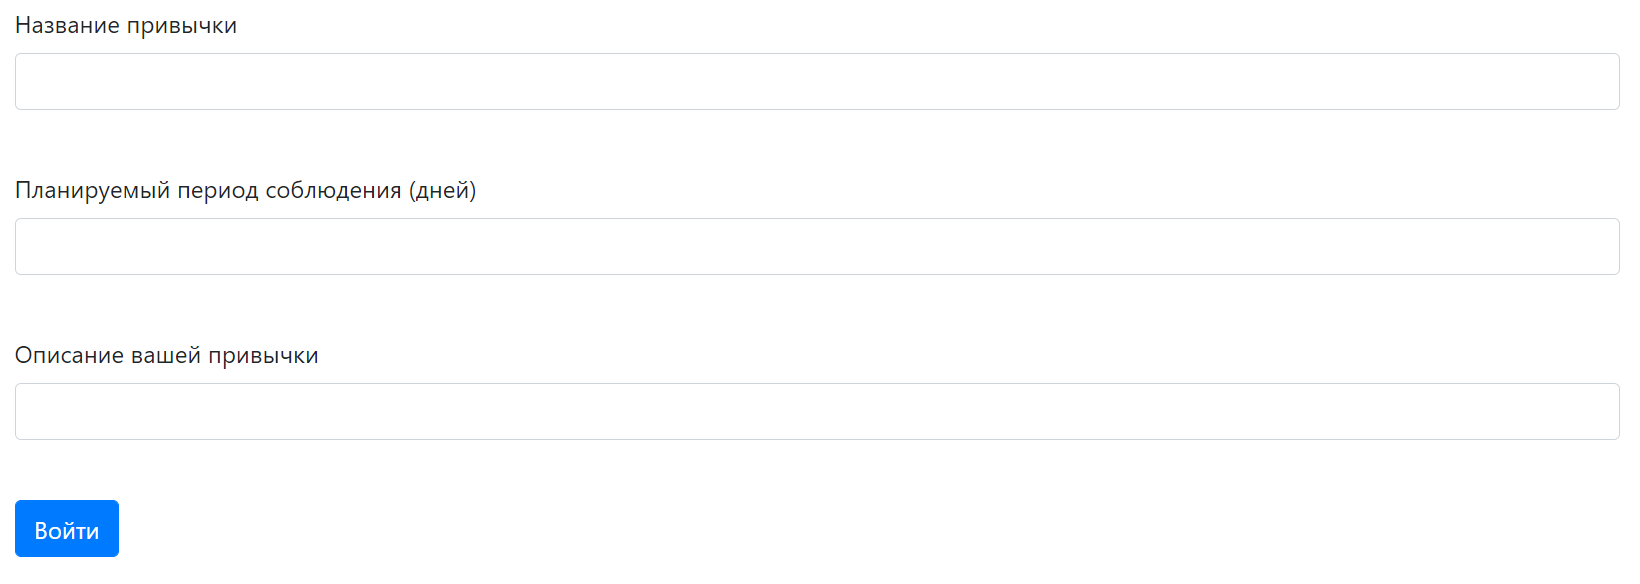 Название привычки
Планируемый период соблюдения (дней)
Описание вашей привычки
Войти